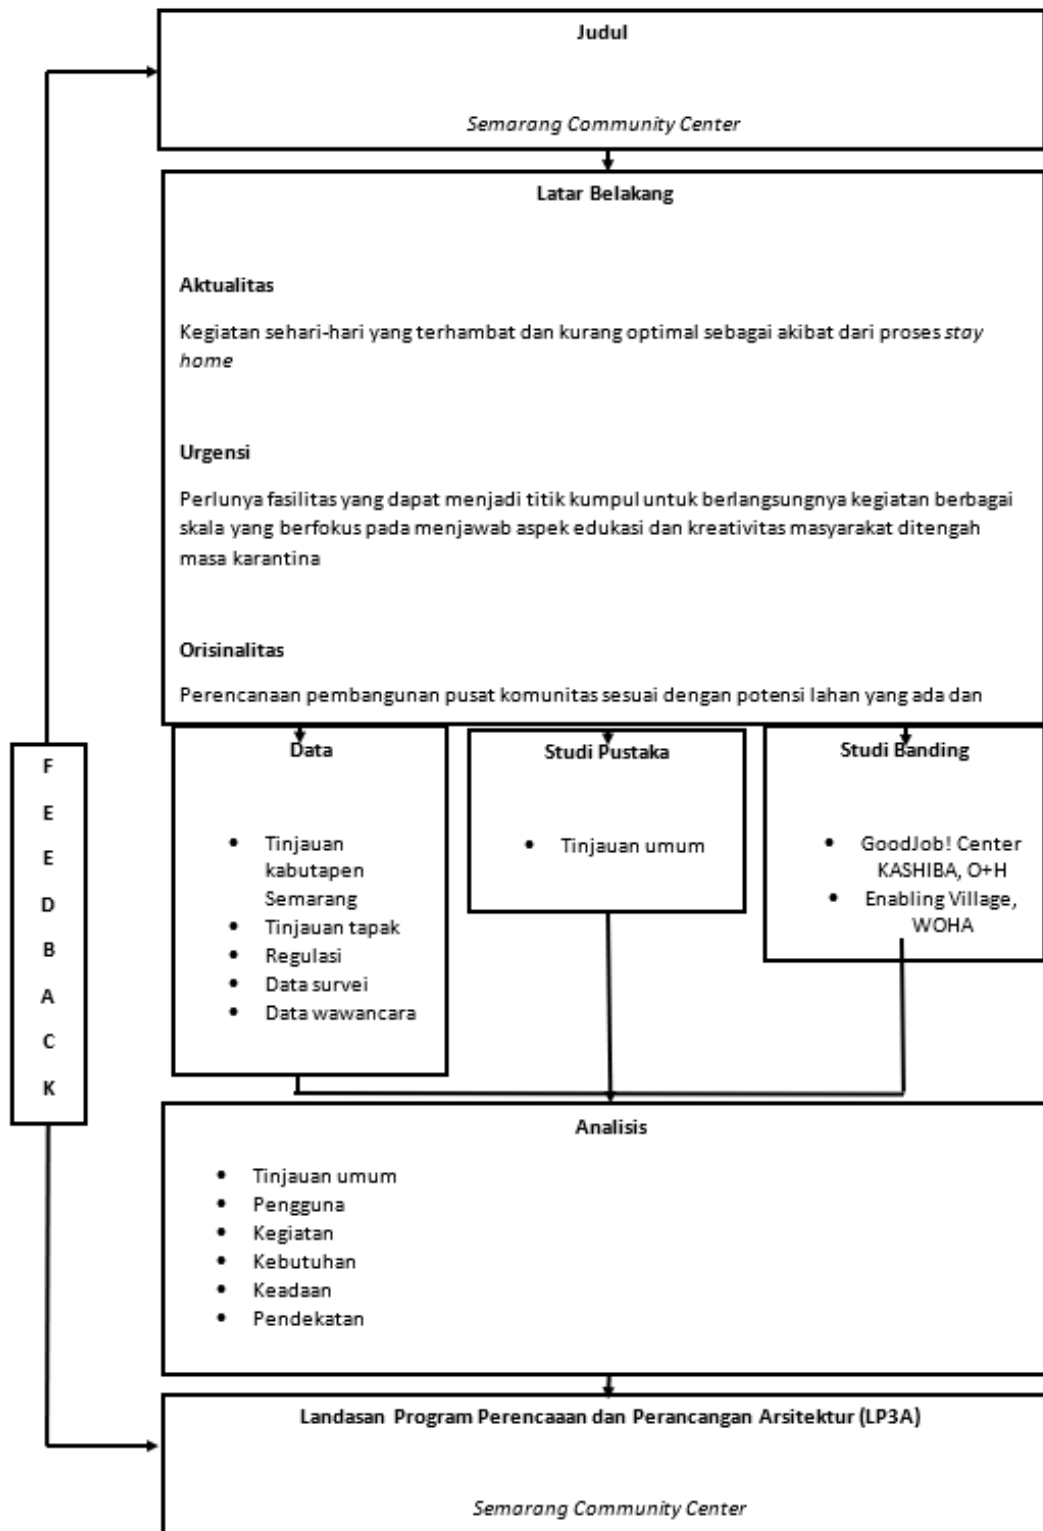 Judul
Semarang Community Center
Latar Belakang
Aktualitas
Kegiatan sehari-hari yang terhambat dan kurang optimal sebagai akibat dari proses stay
home
Urgensi
Perlunya fasilitas yang dapat menjadi titik kumpul untuk berlangsungnya kegiatan berbagai
skala yang berfokus pada menjawab aspek edukasi dan kreativitas masyarakat ditengah
masa karantina
Orisinalitas
Perencanaan pembangunan pusat komunitas sesuai dengan potensi lahan yang ada dan
F
E
E
D
B
A
C
K
Data
• Tinjauan
kabutapen
Semarang
• Tinjauan tapak
• Regulasi
• Data survei
• Data wawancara
Studi Pustaka
• Tinjauan umum
Studi Banding
• GoodJob! Center
KASHIBA, O+H
• Enabling Village,
WOHA
Analisis
• Tinjauan umum
• Pengguna
• Kegiatan
• Kebutuhan
• Keadaan
• Pendekatan
Landasan Program Perencaaan dan Perancangan Arsitektur (LP3A)
Semarang Community Center